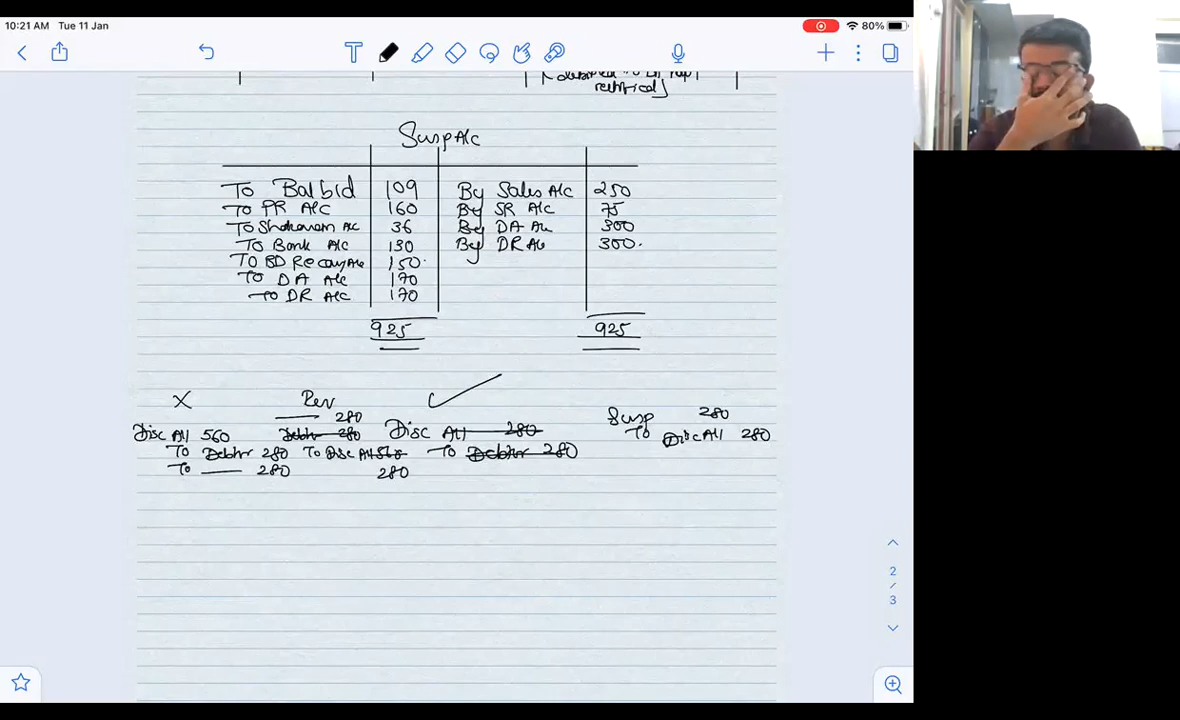 10:21 AM Tue 11 Jan
80%
rectified]
Susp A/c
To Bal b/d 109 By Sales A/c 250
To PR A/c 160 By SR A/c 75
To A/c 36 By DA A/c 300
To Bank A/c 130 By DR A/c 300
To BD Recovery A/c 150
To DA A/c 170
To DR A/c 170
925 925
X Rev
280 Susp 280
Disc All 560 Debtor 280 Disc All 280 To Disc All 280
To Debtor 280 To Disc All 560 To Debtor 280
To 280 280
2
/
3